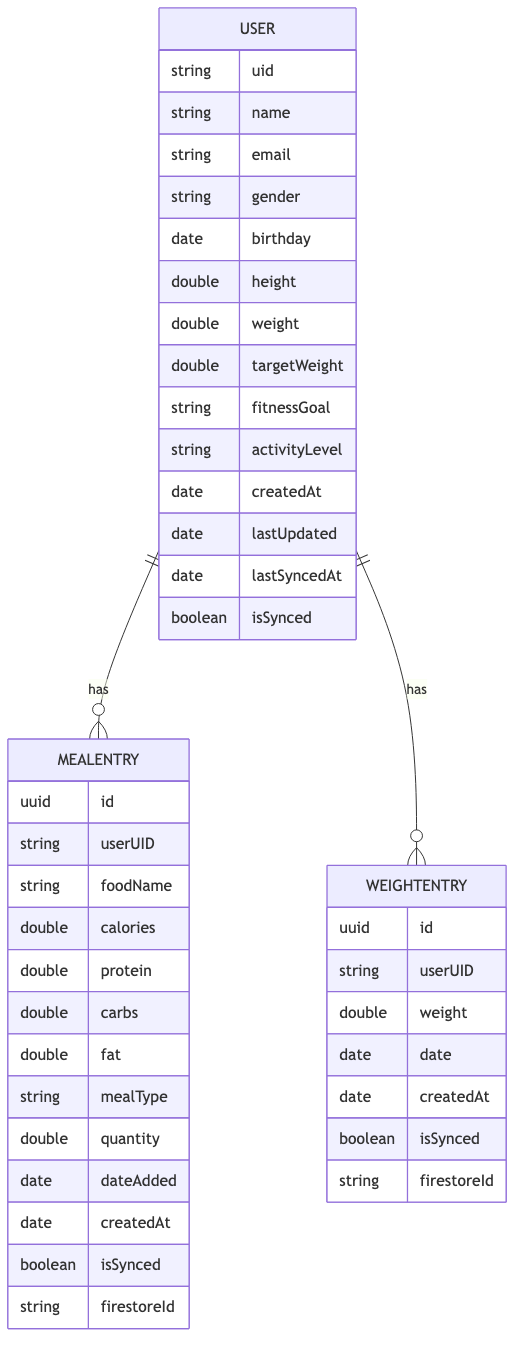 USER
string uid
string name
string email
string gender
date birthday
double height
double weight
double targetWeight
string fitnessGoal
string activityLevel
date createdAt
date lastUpdated
date lastSyncedAt
boolean isSynced
has
has
MEALENTRY
uuid id
string userUID
string foodName
double calories
double protein
double carbs
double fat
string mealType
double quantity
date dateAdded
date createdAt
boolean isSynced
string firestoreId
WEIGHTENTRY
uuid id
string userUID
double weight
date date
date createdAt
boolean isSynced
string firestoreId